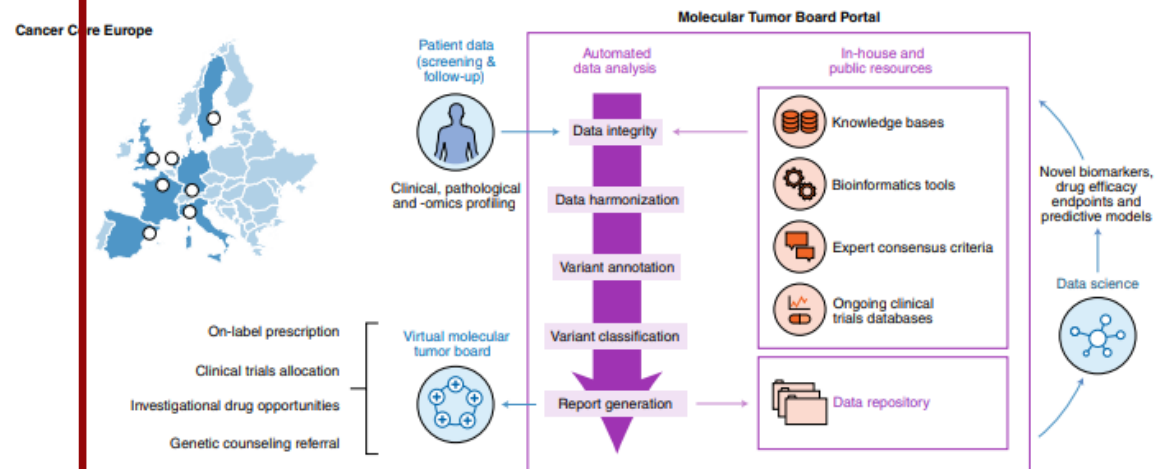 Molecular Tumor Board Portal
Cancer Core Europe
Patient data
(screening &
follow-up)
Clinical, pathological
and -omics profiling
Automated
data analysis
Data integrity
Data harmonization
Variant annotation
Variant classification
Report generation
In-house and
public resources
Knowledge bases
Bioinformatics tools
Expert consensus criteria
Ongoing clinical
trials databases
Data repository
Novel biomarkers,
drug efficacy
endpoints and
predictive models
Data science
Virtual molecular
tumor board
On-label prescription
Clinical trials allocation
Investigational drug opportunities
Genetic counseling referral